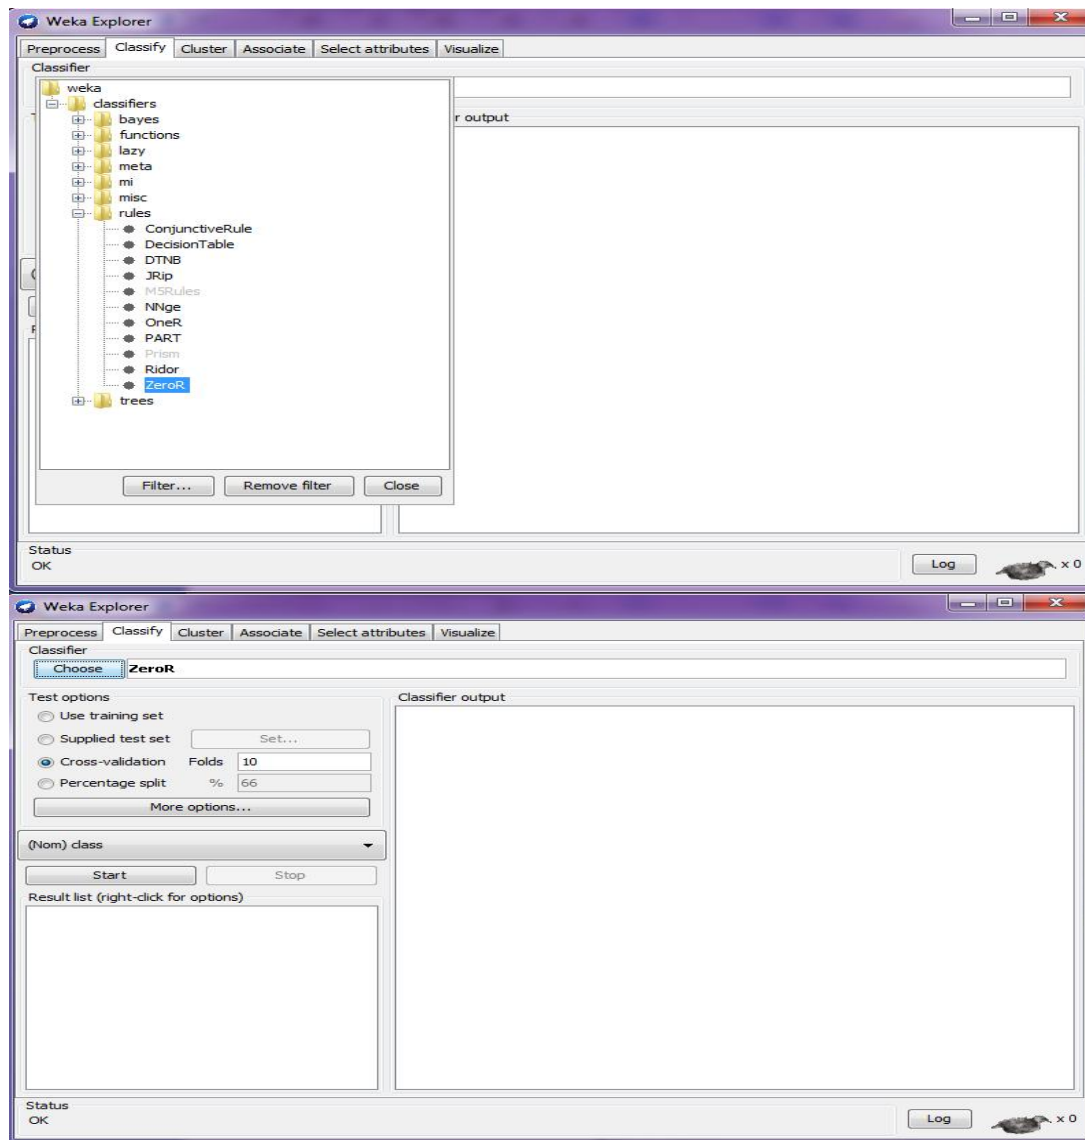 Weka Explorer
Preprocess Classify Cluster Associate Select attributes Visualize
Classifier
weka
classifiers
bayes
r output
functions
lazy
meta
mi
misc
rules
ConjunctiveRule
DecisionTable
DTNB
JRip
M5Rules
NNge
OneR
PART
Prism
Ridor
ZeroR
trees
Filter... Remove filter Close
Status
OK
Log x 0
Weka Explorer
Preprocess Classify Cluster Associate Select attributes Visualize
Classifier
Choose ZeroR
Test options Classifier output
Use training set
Supplied test set Set...
Cross-validation Folds 10
Percentage split % 66
More options...
(Nom) class
Start Stop
Result list (right-click for options)
Status
OK
Log x 0